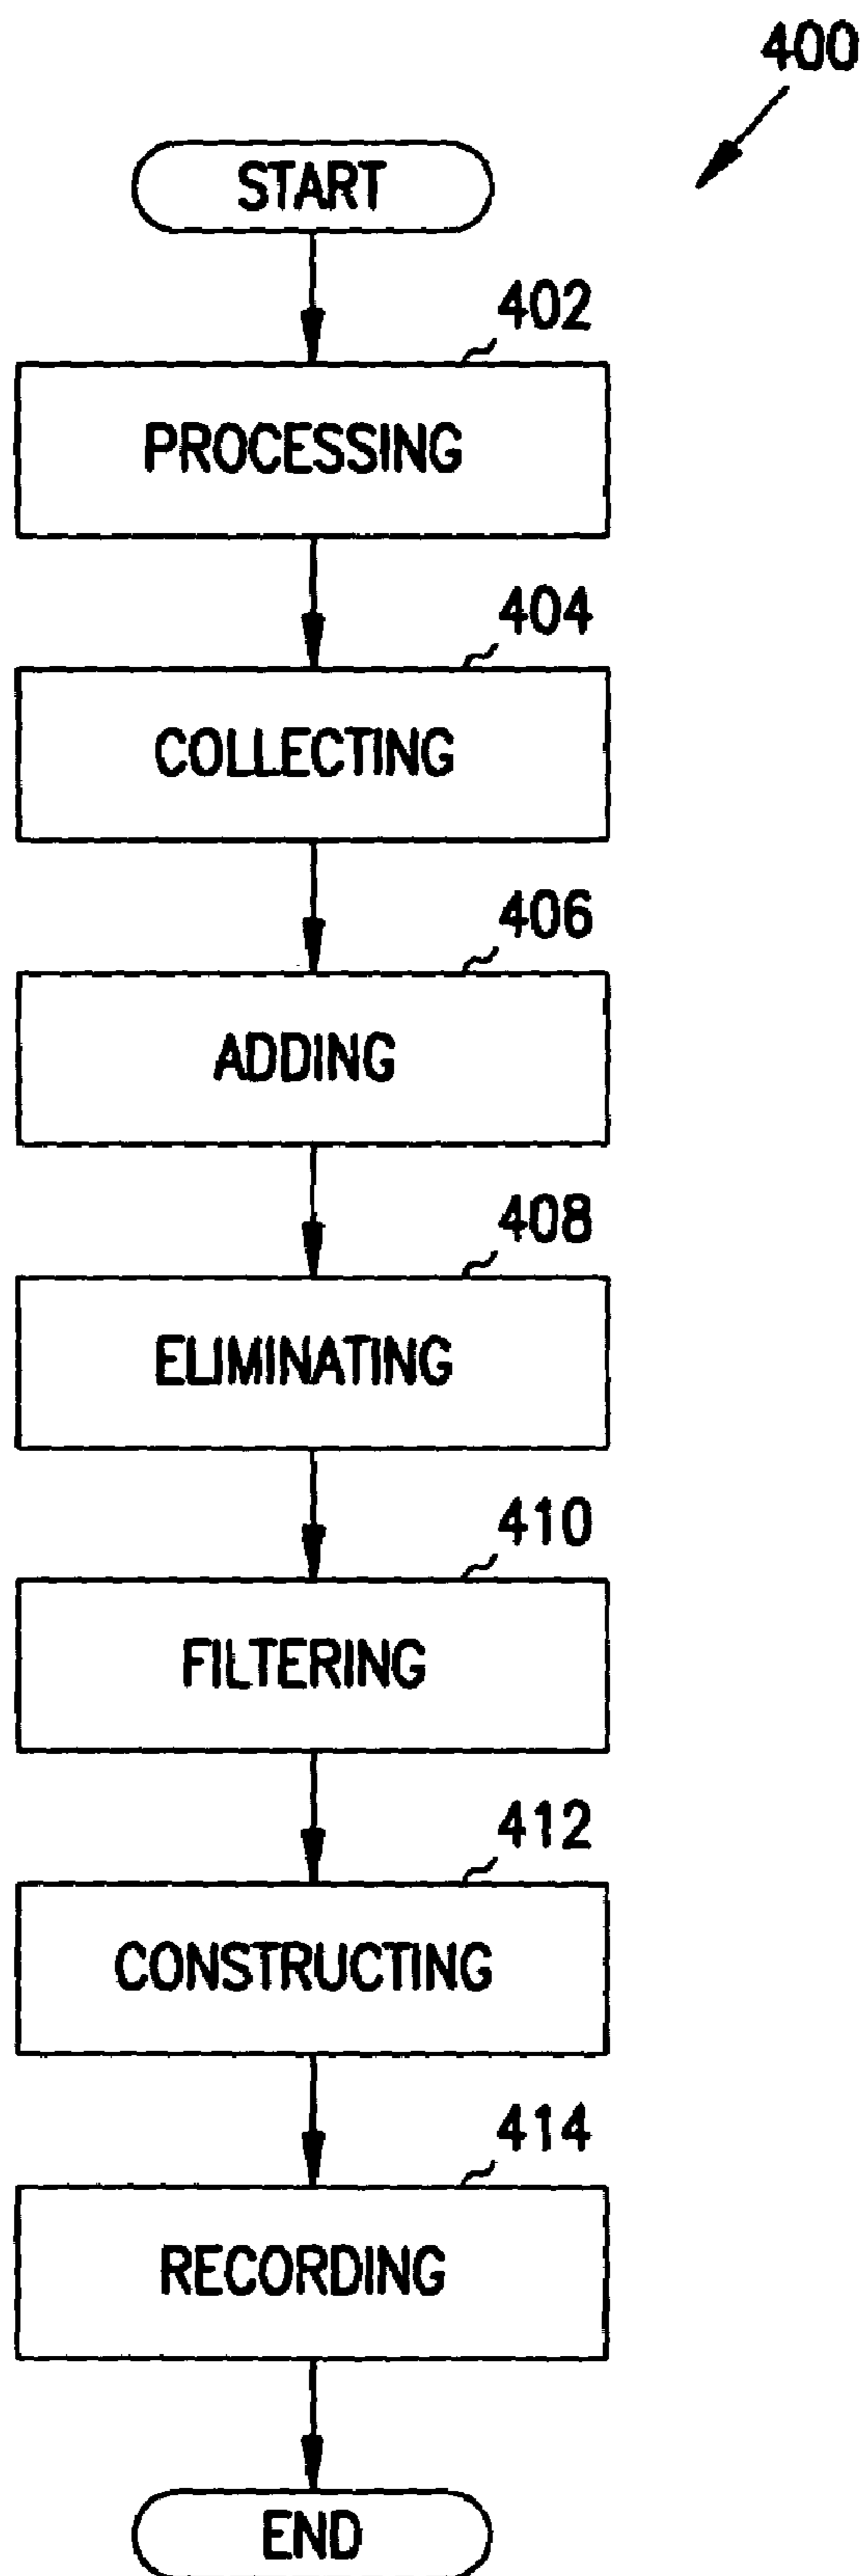 400
START
402
PROCESSING
404
COLLECTING
406
ADDING
408
ELIMINATING
410
FILTERING
412
CONSTRUCTING
414
RECORDING
END